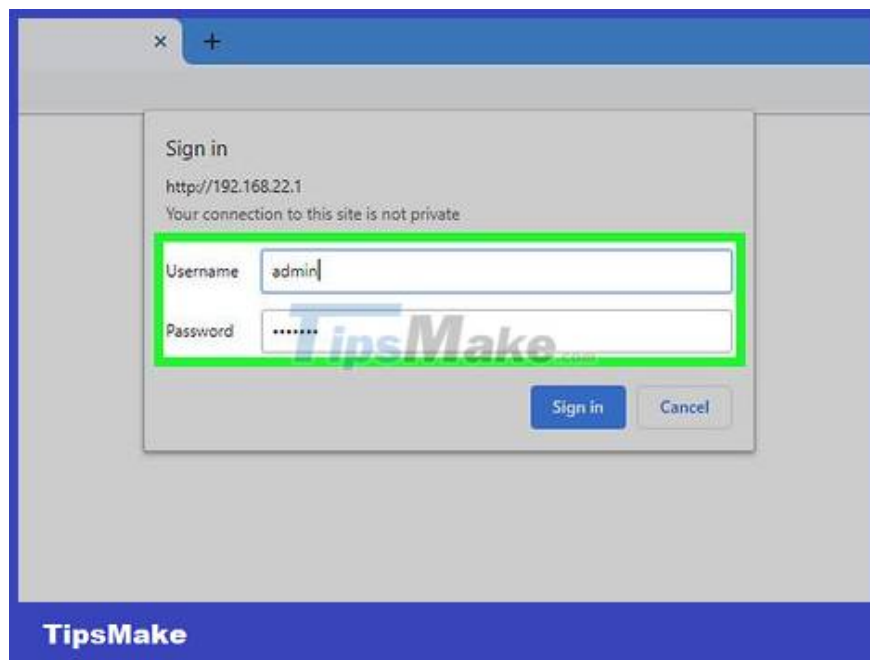 × +
Sign in
http://192.168.22.1
Your connection to this site is not private
Username admin
Password •••••••
TipsMake.com
Sign in Cancel
TipsMake